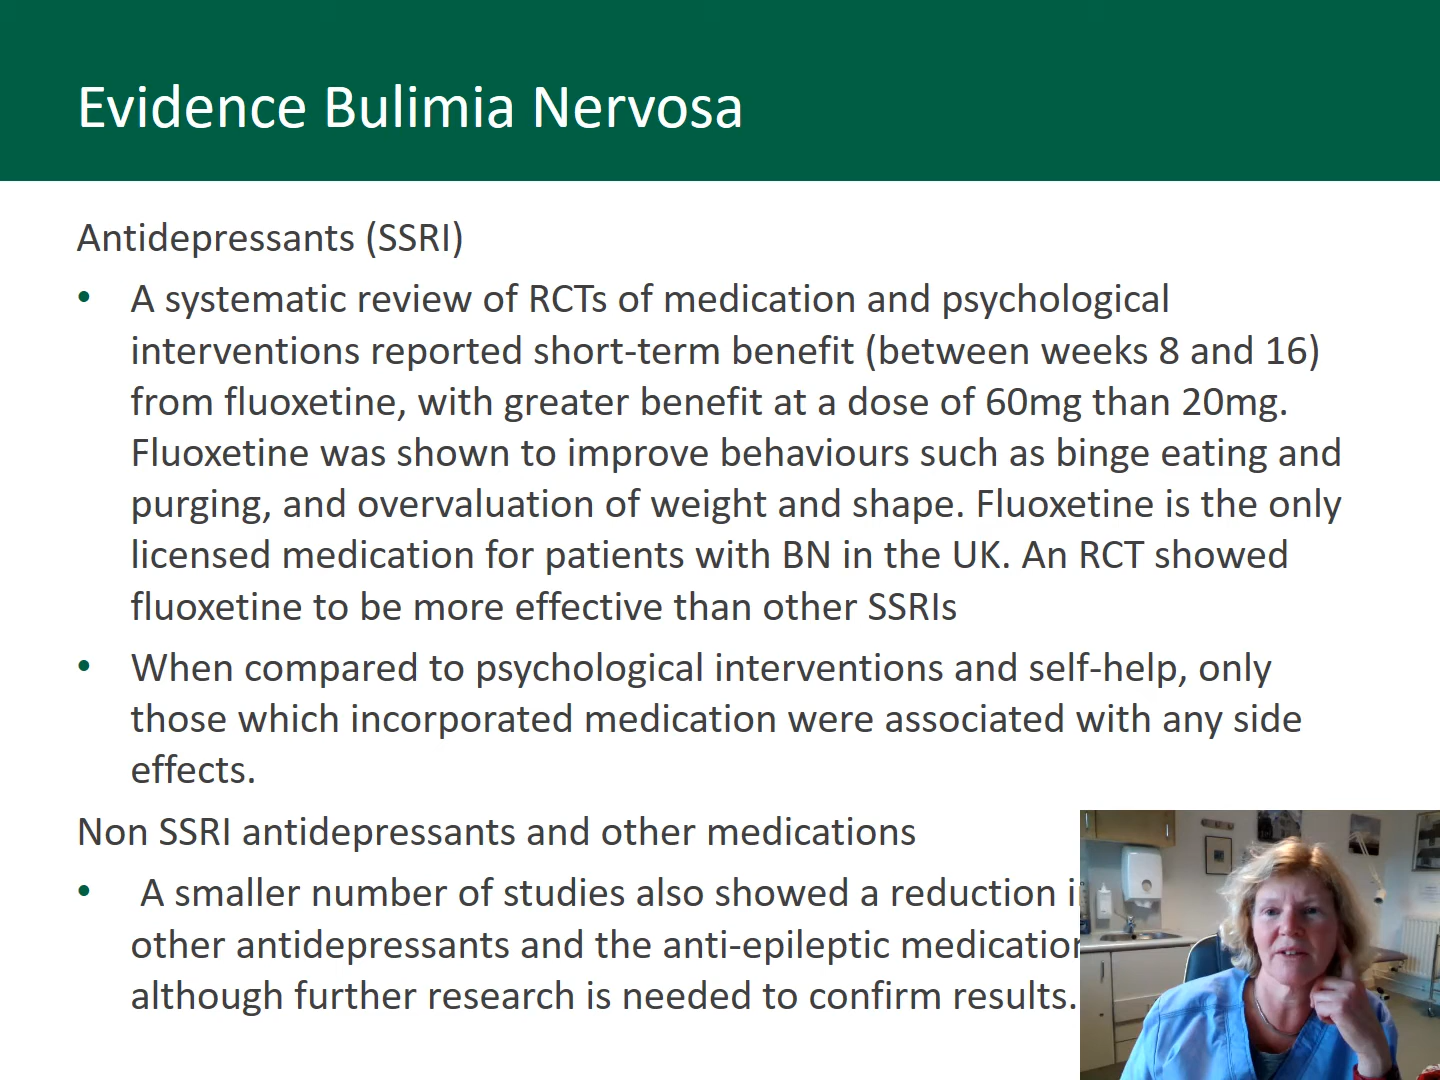 Evidence Bulimia Nervosa
Antidepressants (SSRI)
• A systematic review of RCTs of medication and psychological
interventions reported short-term benefit (between weeks 8 and 16)
from fluoxetine, with greater benefit at a dose of 60mg than 20mg.
Fluoxetine was shown to improve behaviours such as binge eating and
purging, and overvaluation of weight and shape. Fluoxetine is the only
licensed medication for patients with BN in the UK. An RCT showed
fluoxetine to be more effective than other SSRIs
• When compared to psychological interventions and self-help, only
those which incorporated medication were associated with any side
effects.
Non SSRI antidepressants and other medications
• A smaller number of studies also showed a reduction
other antidepressants and the anti-epileptic
although further research is needed to confirm results.